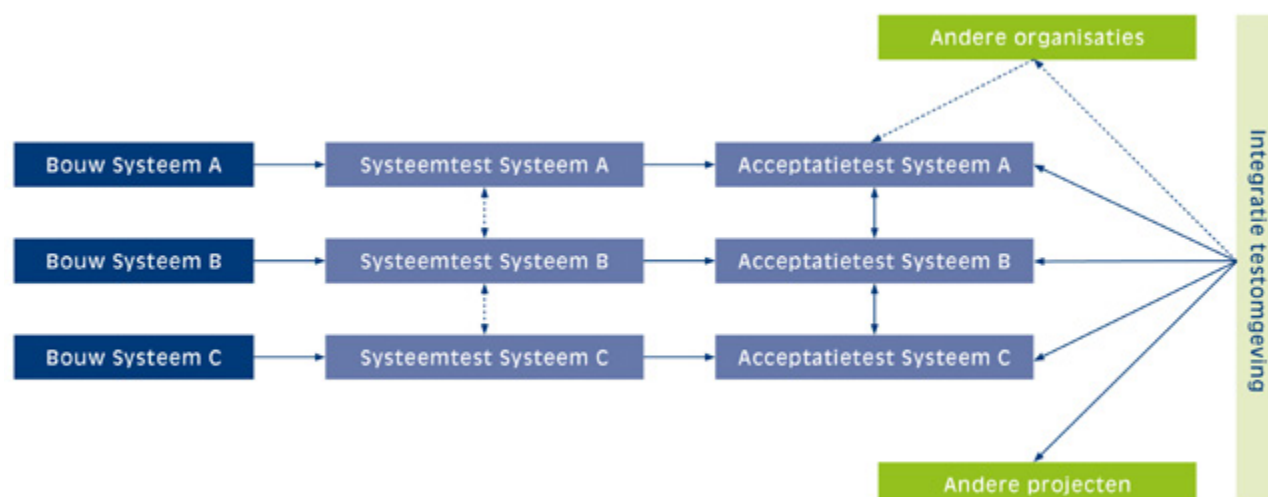 Andere organisaties
Bouw Systeem A
Systeemtest Systeem A
Acceptatietest Systeem A
Bouw Systeem B
Systeemtest Systeem B
Acceptatietest Systeem B
Bouw Systeem C
Systeemtest Systeem C
Acceptatietest Systeem C
Andere projecten
Integratie testomgeving